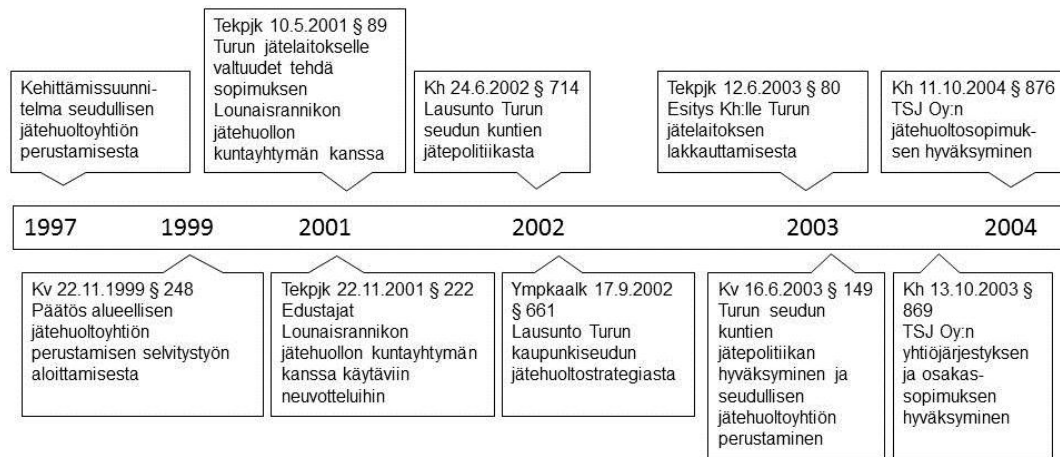 Kehittämissuunni-
telma seudullisen
jätehuoltoyhtiön
perustamisesta
Tekpjk 10.5.2001 § 89
Turun jätelaitokselle
valtuudet tehdä
sopimuksen
Lounaisrannikon
jätehuollon
kuntayhtymän kanssa
Kh 24.6.2002 § 714
Lausunto Turun
seudun kuntien
jätepolitiikasta
Tekpjk 12.6.2003 § 80
Esitys Kh:lle Turun
jätelaitoksen
lakkauttamisesta
Kh 11.10.2004 § 876
TSJ Oy:n
jätehuoltosopimuk-
sen hyväksyminen
1997 1999 2001 2002 2003 2004
Kv 22.11.1999 § 248
Päätös alueellisen
jätehuoltoyhtiön
perustamisen selvitystyön
aloittamisesta
Tekpjk 22.11.2001 § 222
Edustajat
Lounaisrannikon
jätehuollon kuntayhtymän
kanssa käytäviin
neuvotteluihin
Ympkaalk 17.9.2002
§ 661
Lausunto Turun
kaupunkiseudun
jätehuoltostrategiasta
Kv 16.6.2003 § 149
Turun seudun
kuntien
jätepolitiikan
hyväksyminen ja
seudullisen
jätehuoltoyhtiön
perustaminen
Kh 13.10.2003 §
869
TSJ Oy:n
yhtiöjärjestyksen
ja osakas-
sopimuksen
hyväksyminen